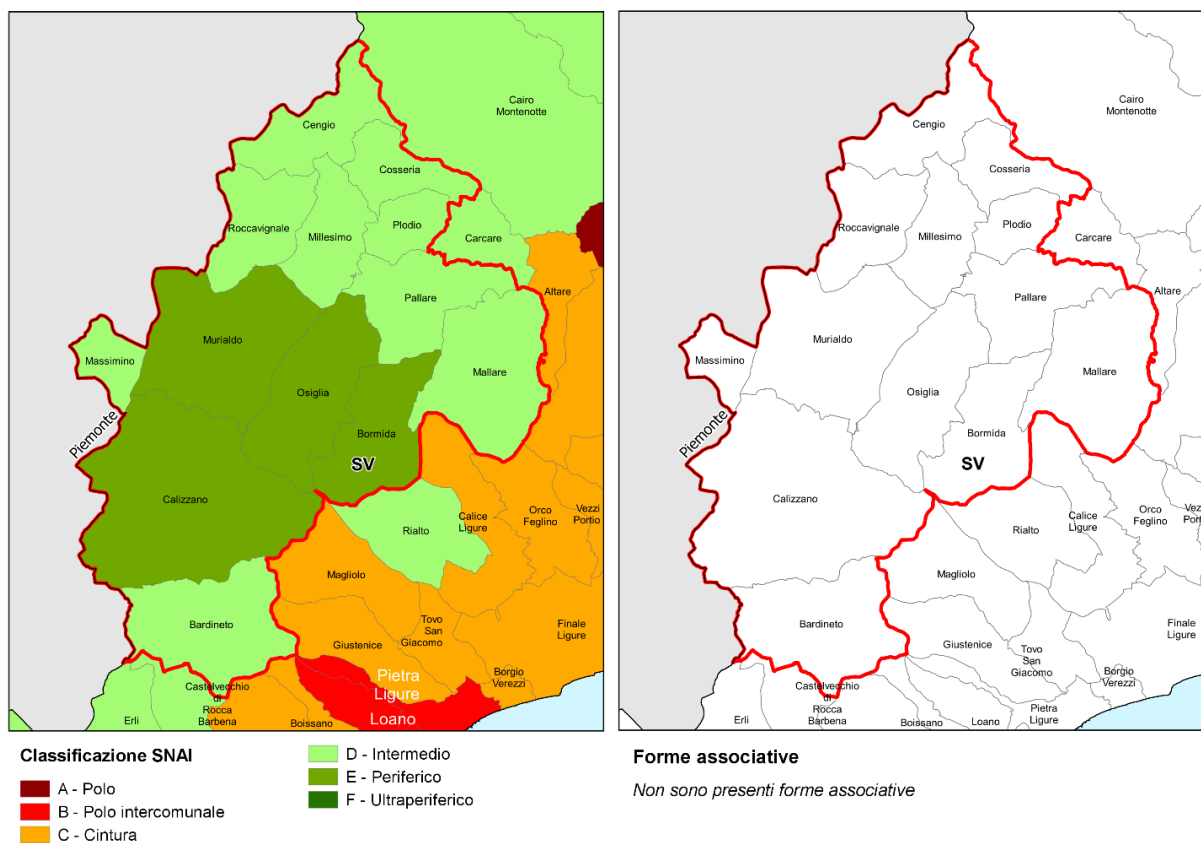 Cairo
Montenotte
Cengio
Cosseria
Roccavignale
Millesimo
Plodio
Carcare
Altare
Pallare
Murialdo
Massimino
Mallare
Osiglia
Piemonte
Bormida
SV
Calizzano
Rialto
Calice
Ligure
Orco
Feglino
Vezzi
Portio
Magliolo
Bardineto
Giustenice
Tovo
San
Giacomo
Finale
Ligure
Pietra
Ligure
Borgio
Verezzi
Castelvecchio
di
Rocca
Barbena
Erli
Boissano
Loano
Classificazione SNAI
A - Polo
B - Polo intercomunale
C - Cintura
D - Intermedio
E - Periferico
F - Ultraperiferico
Cairo
Montenotte
Cengio
Cosseria
Roccavignale
Millesimo
Plodio
Carcare
Altare
Pallare
Murialdo
Massimino
Mallare
Osiglia
Piemonte
Bormida
SV
Calizzano
Rialto
Calice
Ligure
Orco
Feglino
Vez
Port
Magliolo
Bardineto
Giustenice
Tovo
San
Giacomo
Finale
Ligure
Borgio
Verezzi
Castelvecchio
di
Rocca
Barbena
Erli
Boissano
Loano
Pietra
Ligure
Forme associative
Non sono presenti forme associative